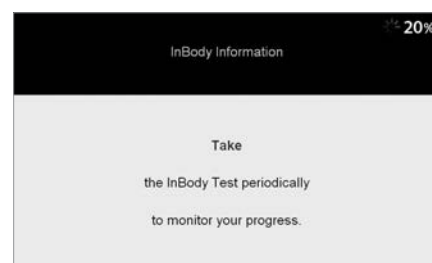 20%
InBody Information
Take
the InBody Test periodically
to monitor your progress.